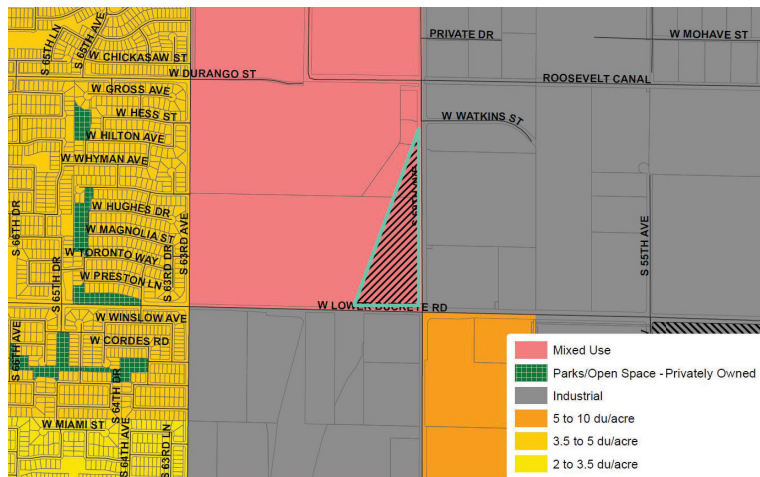 S 65TH LN
S 65TH AVE
W CHICKASAW ST
PRIVATE DR
W MOHAVE ST
W DURANGO ST
ROOSEVELT CANAL
W GROSS AVE
W HESS ST
W WATKINS ST
W HILTON AVE
W WHYMAN AVE
S 66TH DR
W HUGHES DR
W MAGNOLIA ST
W TORONTO WAY
W PRESTON LN
S 65TH DR
S 63RD DR
S 63RD AVE
S 55TH AVE
W LOWER BUCKEYE RD
W WINSLOW AVE
W CORDES RD
S 66TH AVE
S 64TH DR
W MIAMI ST
S 64TH AVE
S 63RD LN
Mixed Use
Parks/Open Space - Privately Owned
Industrial
5 to 10 du/acre
3.5 to 5 du/acre
2 to 3.5 du/acre